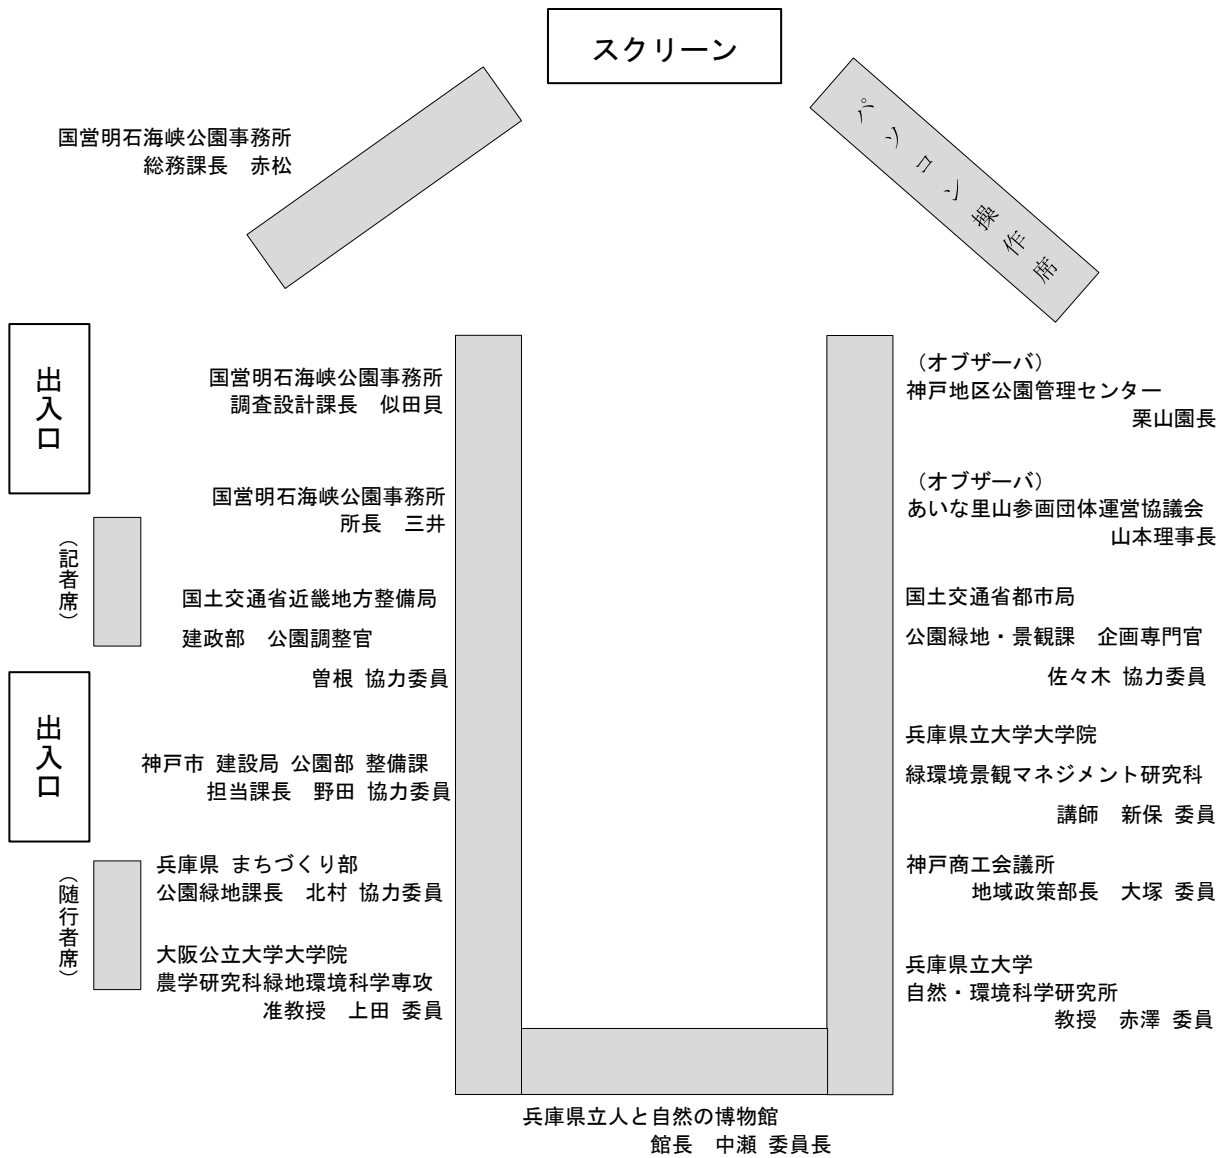 スクリーン
国営明石海峡公園事務所
総務課長　赤松
パソコン操作席
出入口
国営明石海峡公園事務所
調査設計課長　似田貝
国営明石海峡公園事務所
所長　三井
（記者席）
国土交通省近畿地方整備局
建政部　公園調整官
曽根 協力委員
出入口
神戸市 建設局 公園部 整備課
担当課長　野田 協力委員
（随行者席）
兵庫県 まちづくり部
公園緑地課長　北村 協力委員
大阪公立大学大学院
農学研究科緑地環境科学専攻
准教授　上田 委員
（オブザーバ）
神戸地区公園管理センター
栗山園長
（オブザーバ）
あいな里山参画団体運営協議会
山本理事長
国土交通省都市局
公園緑地・景観課　企画専門官
佐々木 協力委員
兵庫県立大学大学院
緑環境景観マネジメント研究科
講師　新保 委員
神戸商工会議所
地域政策部長　大塚 委員
兵庫県立大学
自然・環境科学研究所
教授　赤澤 委員
兵庫県立人と自然の博物館
館長　中瀬 委員長